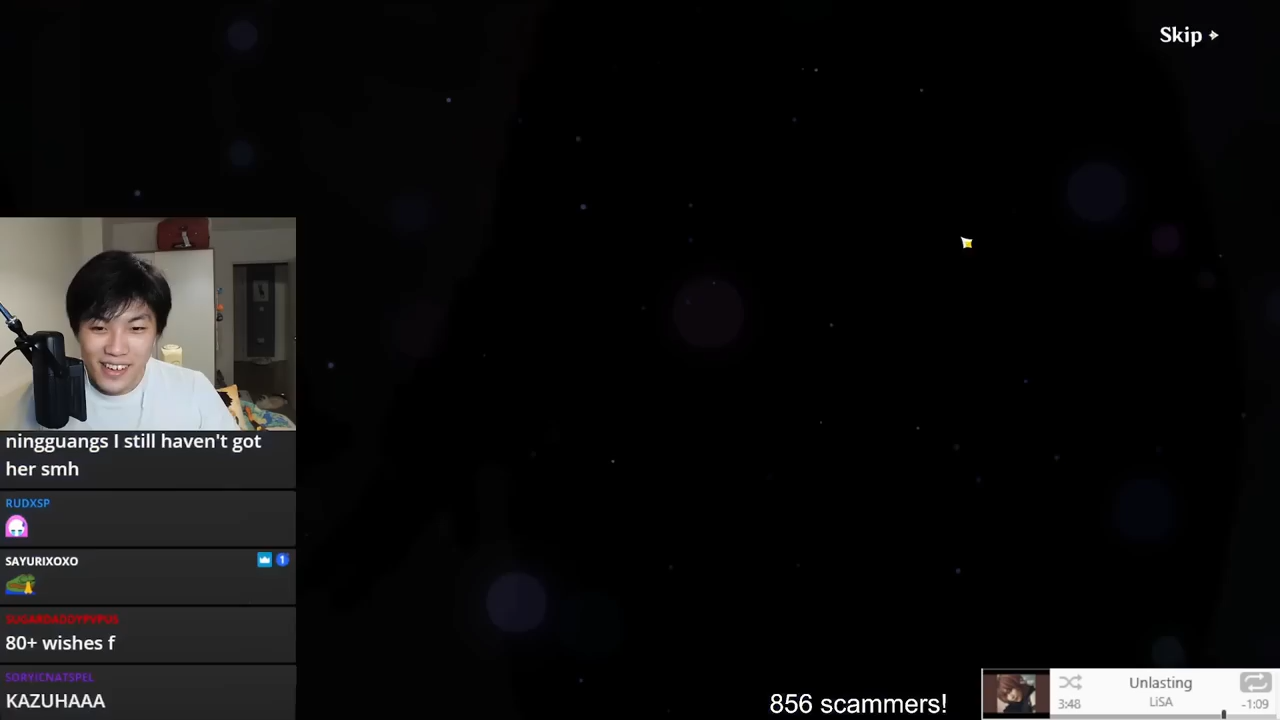 Skip
ningguangs I still haven't got
her smh
RUDXSP
SAYURIXOXO
1
80+ wishes f
KAZUHAAA
856 scammers!
Unlasting
LiSA
3:48
-1:09